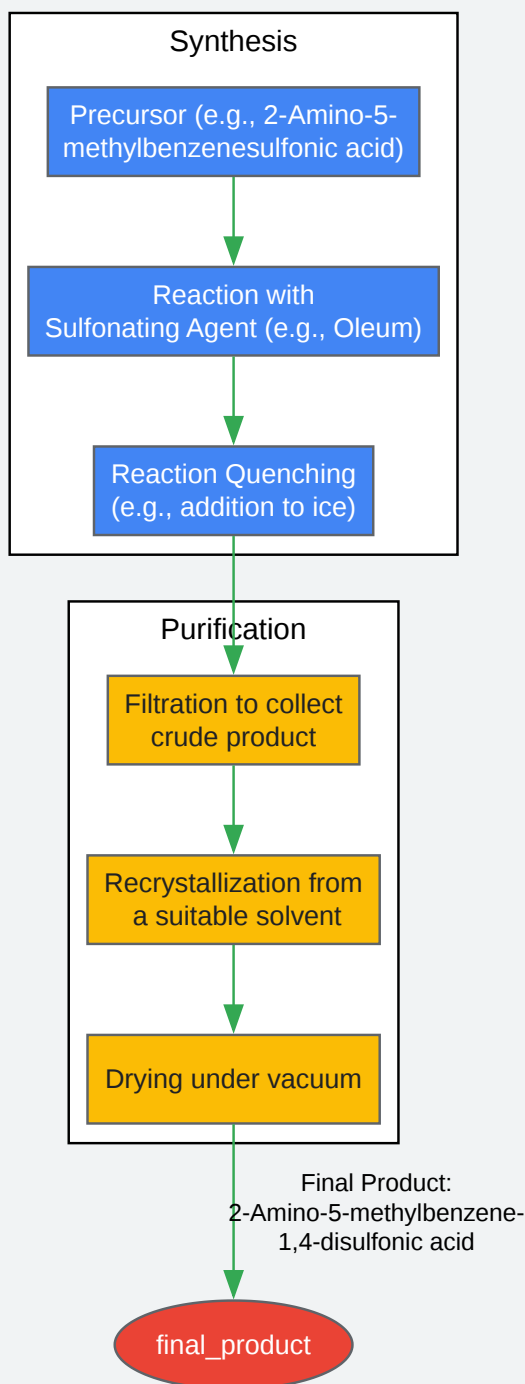 Synthesis
Precursor (e.g., 2-Amino-5-
methylbenzenesulfonic acid)
Reaction with
Sulfonating Agent (e.g., Oleum)
Reaction Quenching
(e.g., addition to ice)
Purification
Filtration to collect
crude product
Recrystallization from
a suitable solvent
Drying under vacuum
Final Product:
2-Amino-5-methylbenzene-
1,4-disulfonic acid
final_product